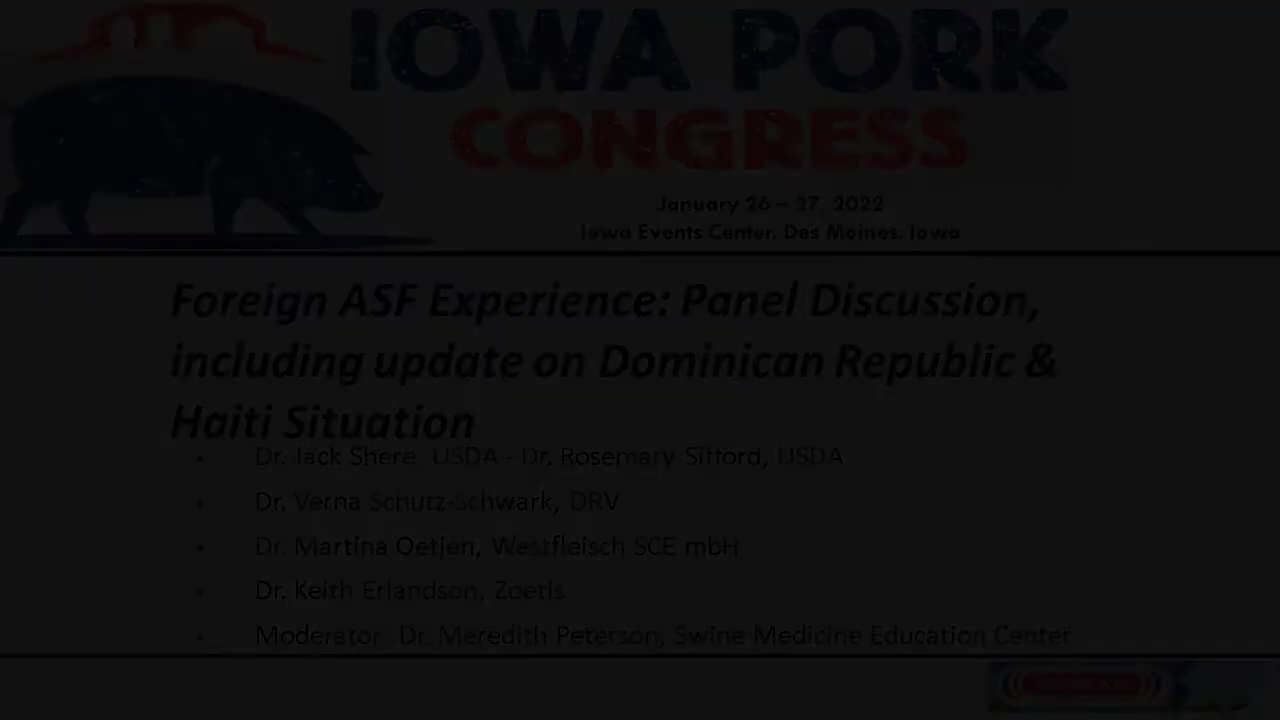 IOWA PORK
CONGRESS
January 26 – 27, 2022
Iowa Events Center, Des Moines, Iowa
Foreign ASF Experience: Panel Discussion,
including update on Dominican Republic &
Haiti Situation
• Dr. Jack Shere, USDA - Dr. Rosemary Sifford, USDA
• Dr. Verna Schutz-Schwark, DRV
• Dr. Martina Oetjen, Westfleisch SCE mbH
• Dr. Keith Erlandson, Zoetis
• Moderator: Dr. Meredith Peterson, Swine Medicine Education Center